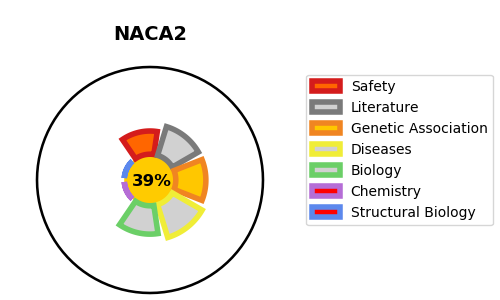 NACA2
39%
Safety
Literature
Genetic Association
Diseases
Biology
Chemistry
Structural Biology